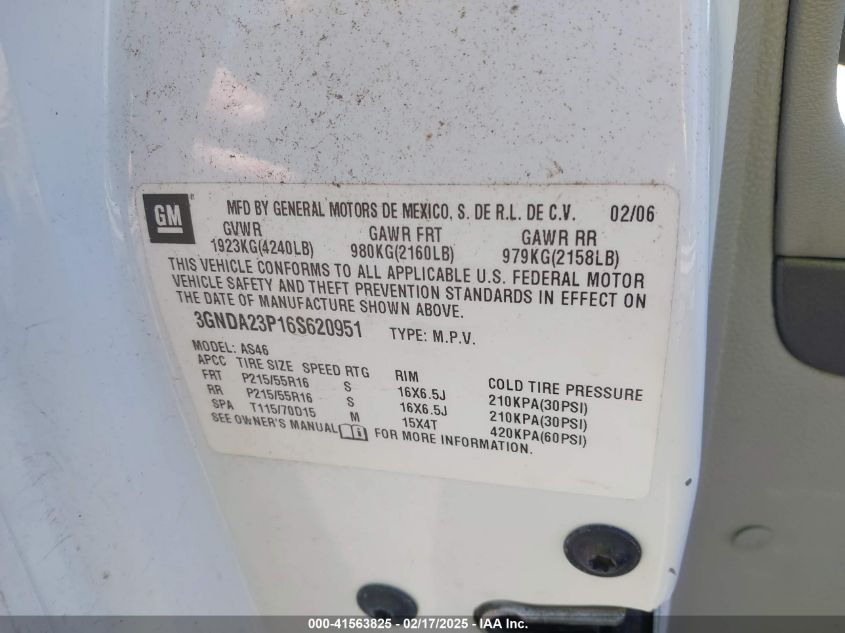 GM
MFD BY GENERAL MOTORS DE MEXICO, S. DE R.L. DE C.V. 02/06
GVWR GAWR FRT GAWR RR
1923KG(4240LB) 980KG(2160LB) 979KG(2158LB)
THIS VEHICLE CONFORMS TO ALL APPLICABLE U.S. FEDERAL MOTOR
VEHICLE SAFETY AND THEFT PREVENTION STANDARDS IN EFFECT ON
THE DATE OF MANUFACTURE SHOWN ABOVE.
3GNDA23P16S620951 TYPE: M.P.V.
MODEL: AS46
APCC TIRE SIZE SPEED RTG RIM COLD TIRE PRESSURE
FRT P215/55R16 S 16X6.5J 210KPA(30PSI)
RR P215/55R16 S 16X6.5J 210KPA(30PSI)
SPA T115/70D15 M 15X4T 420KPA(60PSI)
SEE OWNER'S MANUAL FOR MORE INFORMATION.
000-41563825 - 02/17/2025 - IAA Inc.